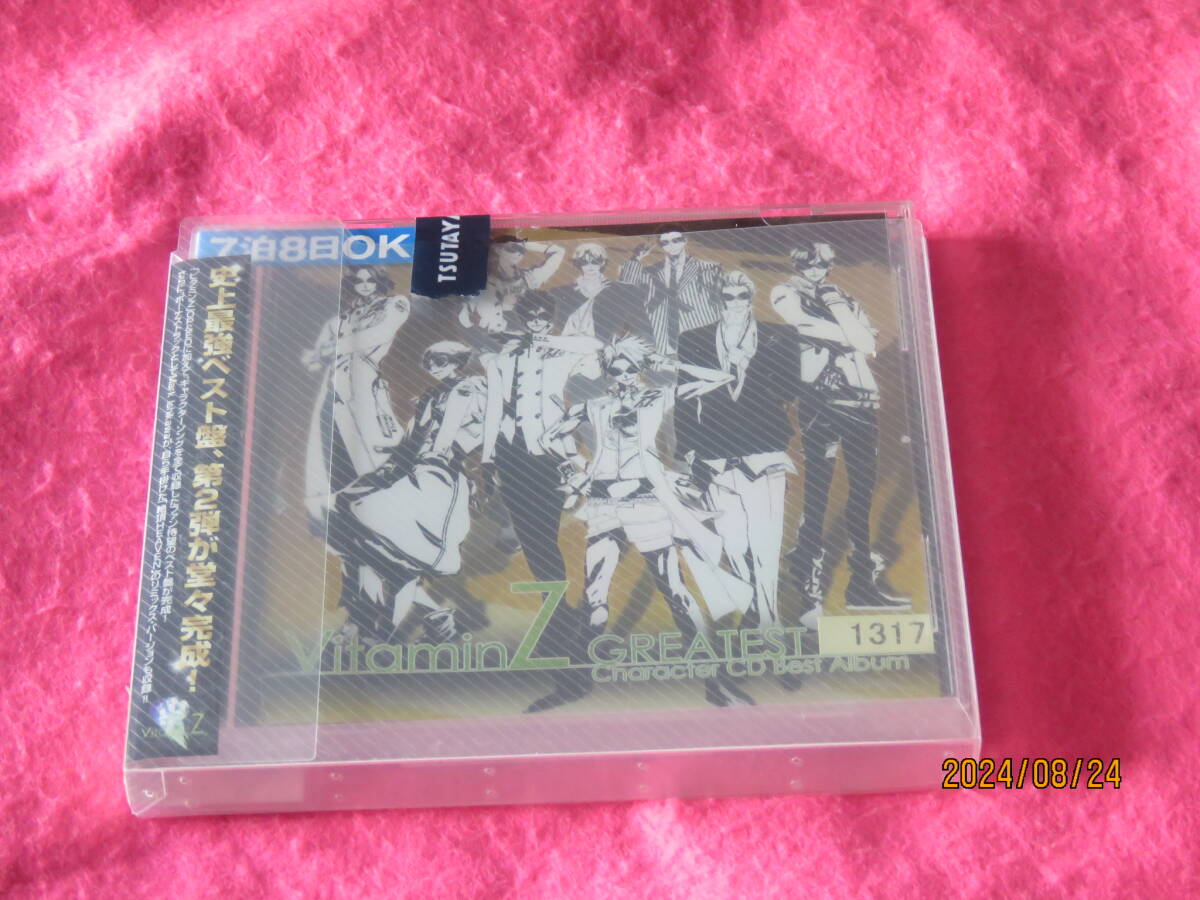 7泊8日OK
TSUTAYA
史上最強ベスト盤、第2弾が堂々完成!
VitaminZ
GREATEST
Character CD Best Album
1317
2024/08/24